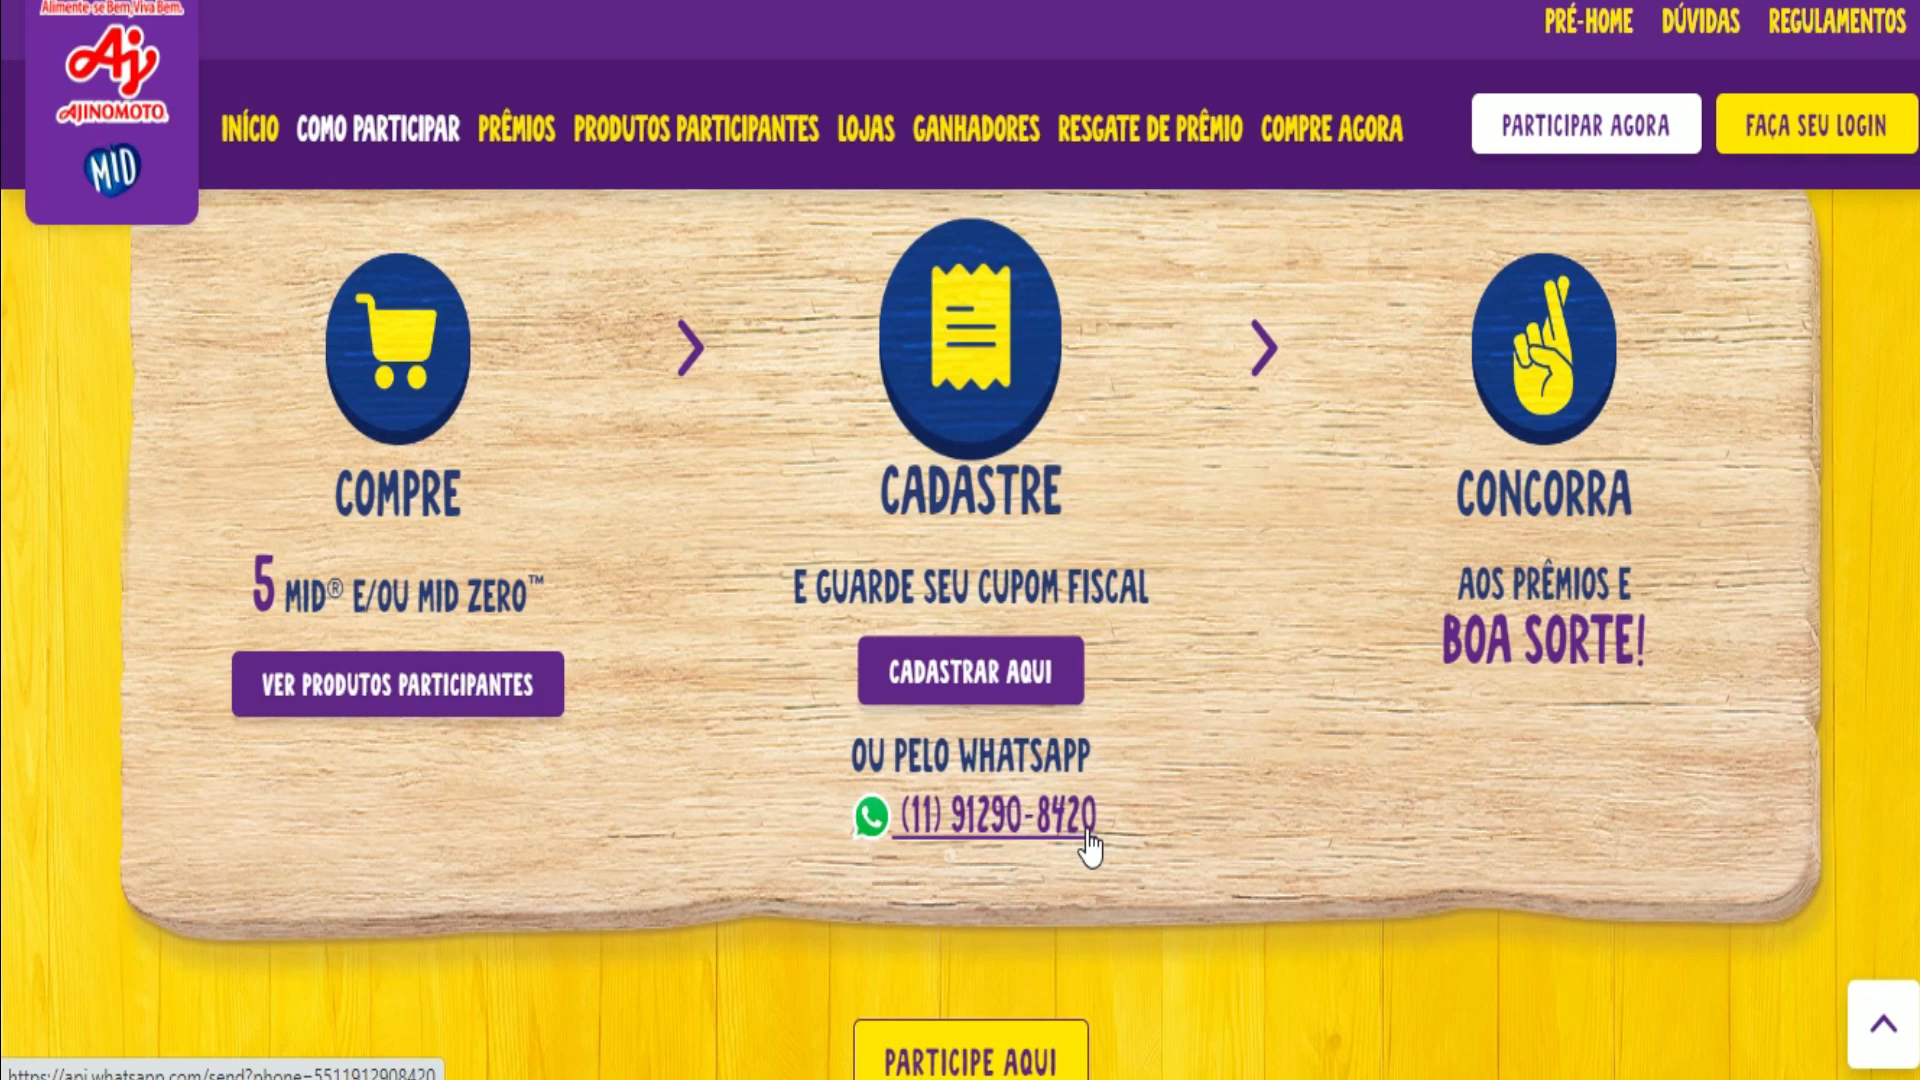 Alimente-se Bem, Viva Bem.
AJINOMOTO
MID
PRÉ-HOME DÚVIDAS REGULAMENTOS
INÍCIO COMO PARTICIPAR PRÊMIOS PRODUTOS PARTICIPANTES LOJAS GANHADORES RESGATE DE PRÊMIO COMPRE AGORA PARTICIPAR AGORA FAÇA SEU LOGIN
COMPRE
5 MID® E/OU MID ZERO™
VER PRODUTOS PARTICIPANTES
CADASTRE
E GUARDE SEU CUPOM FISCAL
CADASTRAR AQUI
OU PELO WHATSAPP
(11) 91290-8420
CONCORRA
AOS PRÊMIOS E
BOA SORTE!
PARTICIPE AQUI
https://api.whatsapp.com/send?phone=5511912908420